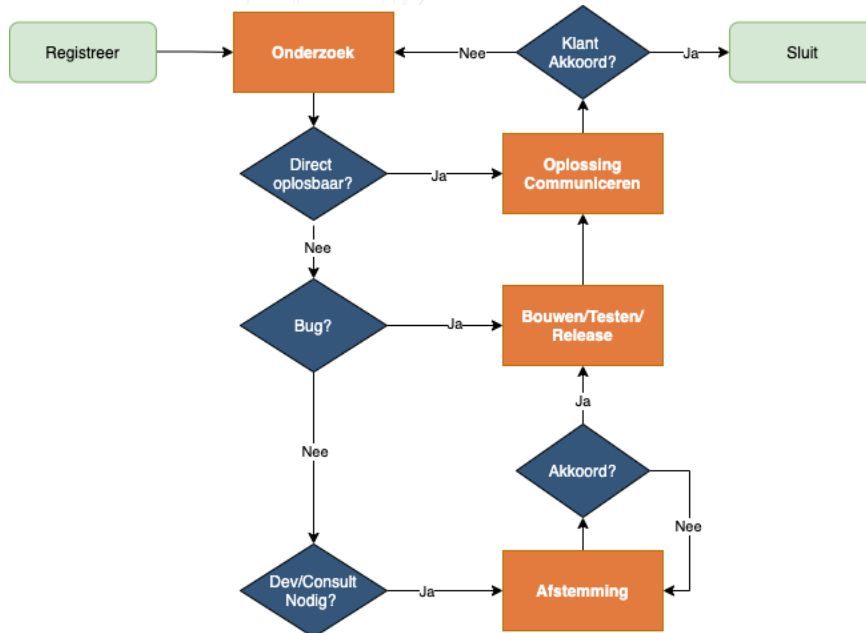 Registreer
Onderzoek
Nee
Klant
Akkoord?
Ja
Sluit
Direct
oplosbaar?
Ja
Oplossing
Communiceren
Nee
Bug?
Ja
Bouwen/Testen/
Release
Ja
Nee
Akkoord?
Nee
Dev/Consult
Nodig?
Ja
Afstemming